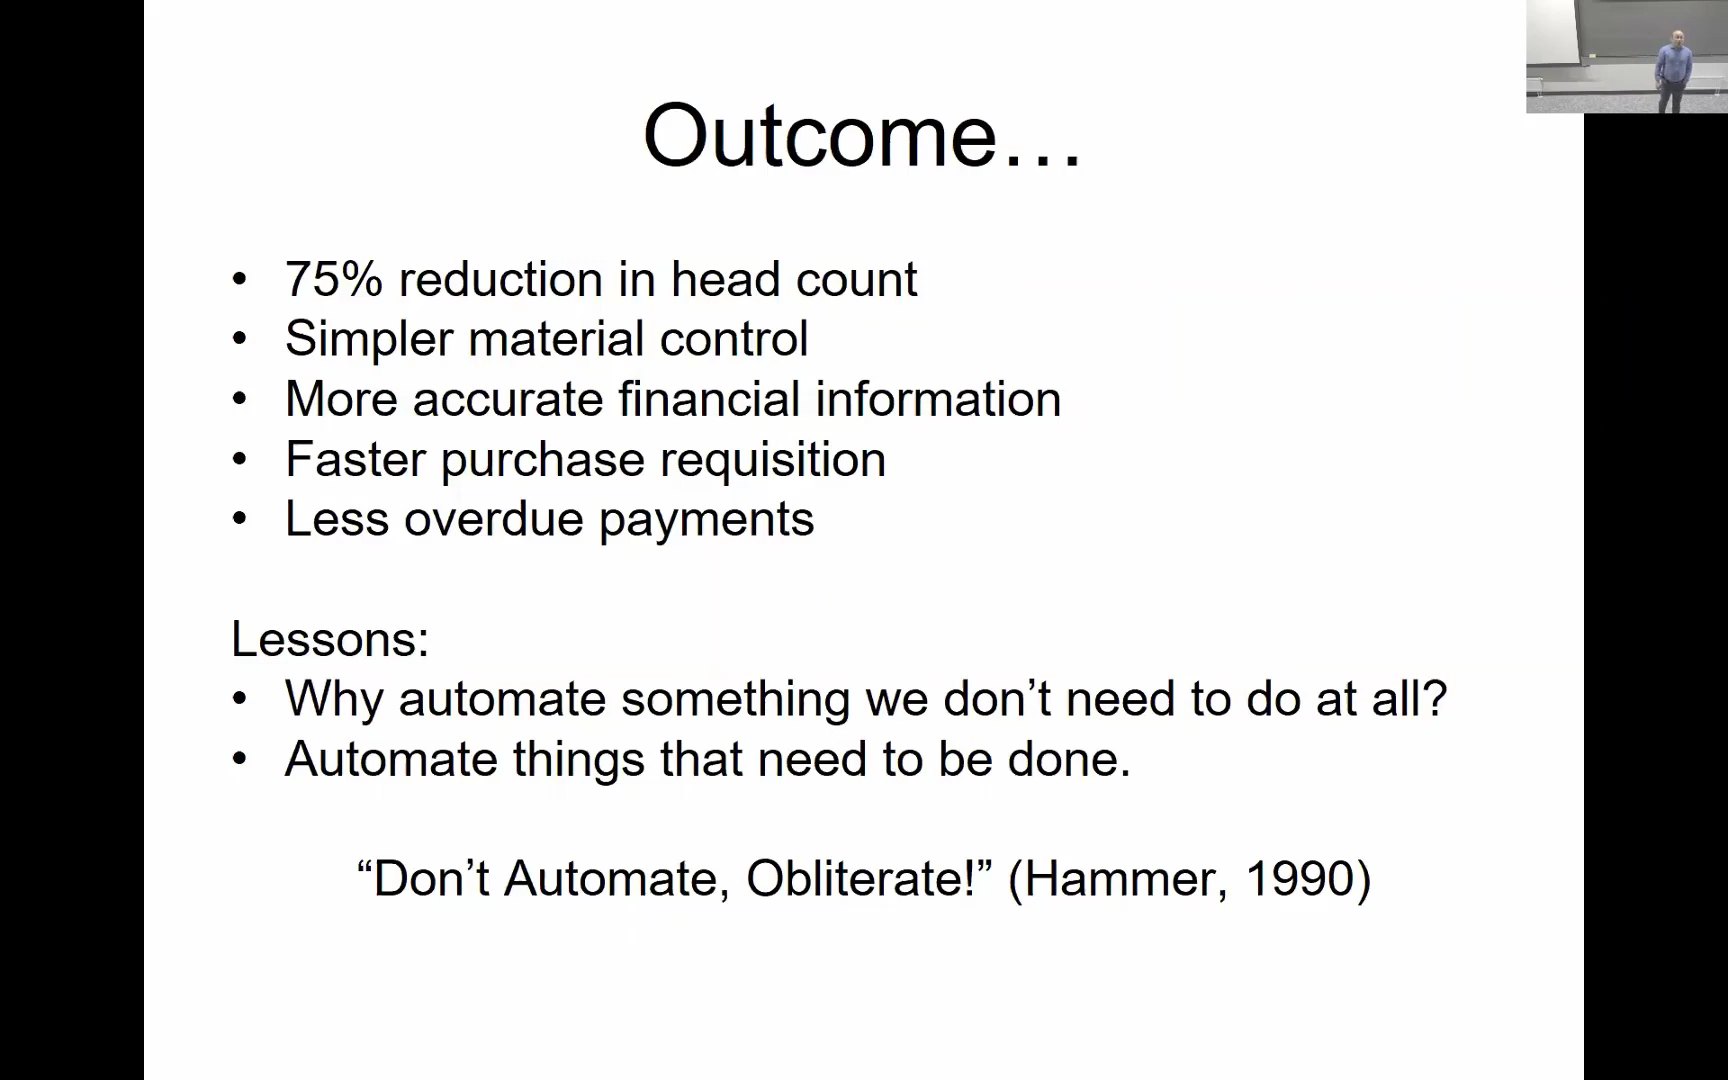 Outcome…
• 75% reduction in head count
• Simpler material control
• More accurate financial information
• Faster purchase requisition
• Less overdue payments
Lessons:
• Why automate something we don’t need to do at all?
• Automate things that need to be done.
“Don’t Automate, Obliterate!” (Hammer, 1990)